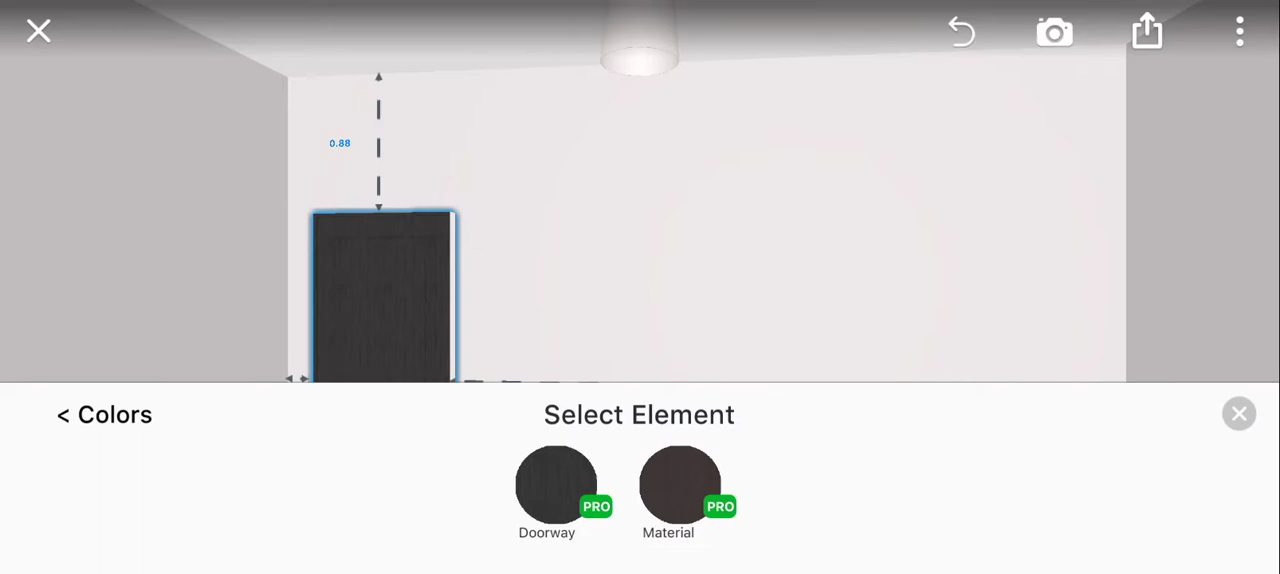 0.88
< Colors
Select Element
PRO
PRO
Doorway
Material